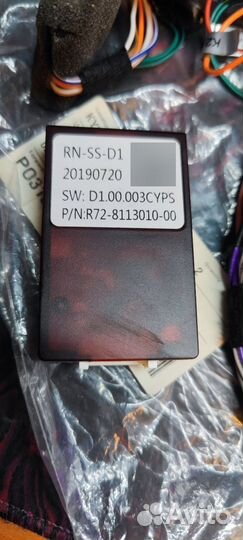 RN-SS-D1
20190720
SW: D1.00.003CYPS
P/N:R72-8113010-00
Avito